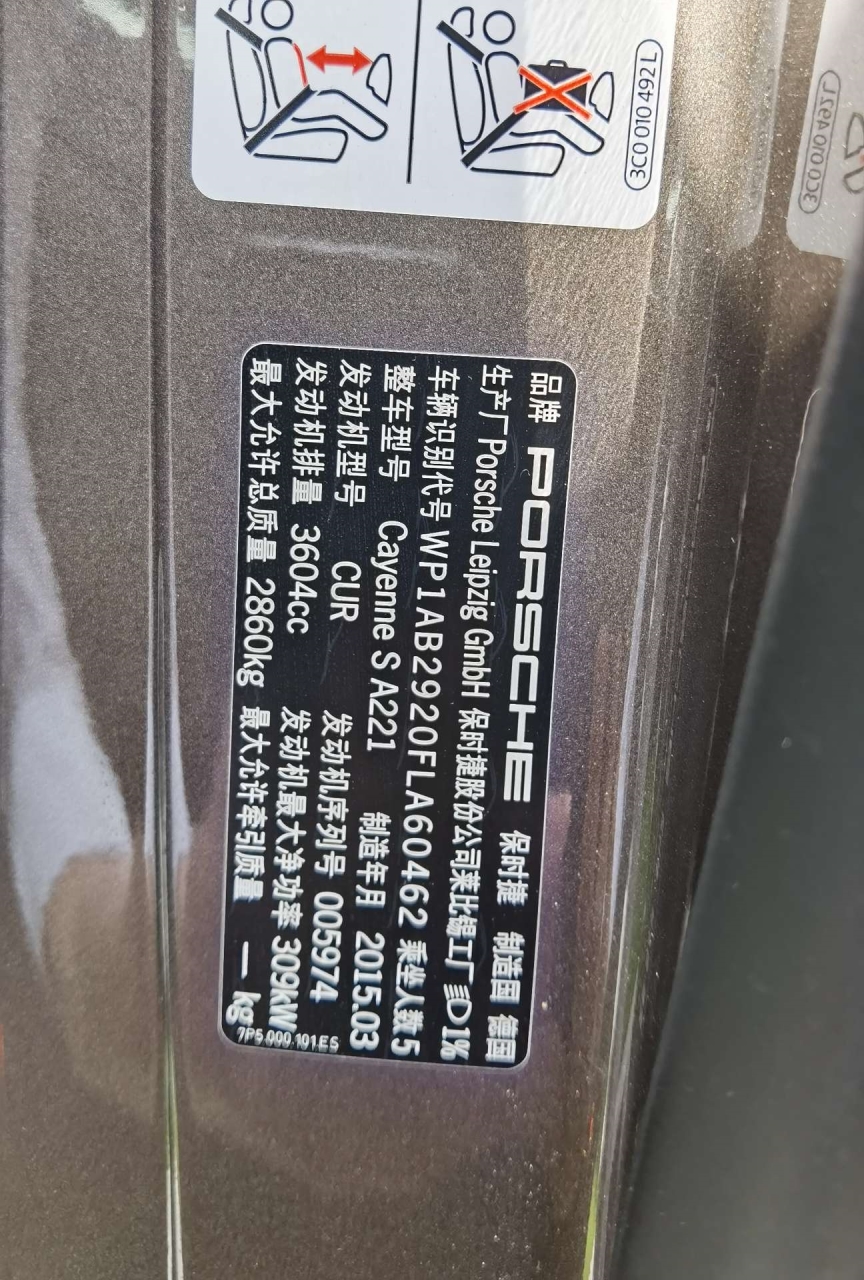 3C0 010 492 L
品牌 PORSCHE 保时捷 制造国 德国
生产厂 Porsche Leipzig GmbH 保时捷股份公司莱比锡工厂 1%
车辆识别代号 WP1AB2920FLA60462 乘坐人数 5
整车型号 Cayenne S A221 制造年月 2015.03
发动机型号 CUR 发动机序列号 005974
发动机排量 3604cc 发动机最大净功率 309kW
最大允许总质量 2860kg 最大允许牵引质量 — kg
7P5.000.101.ES